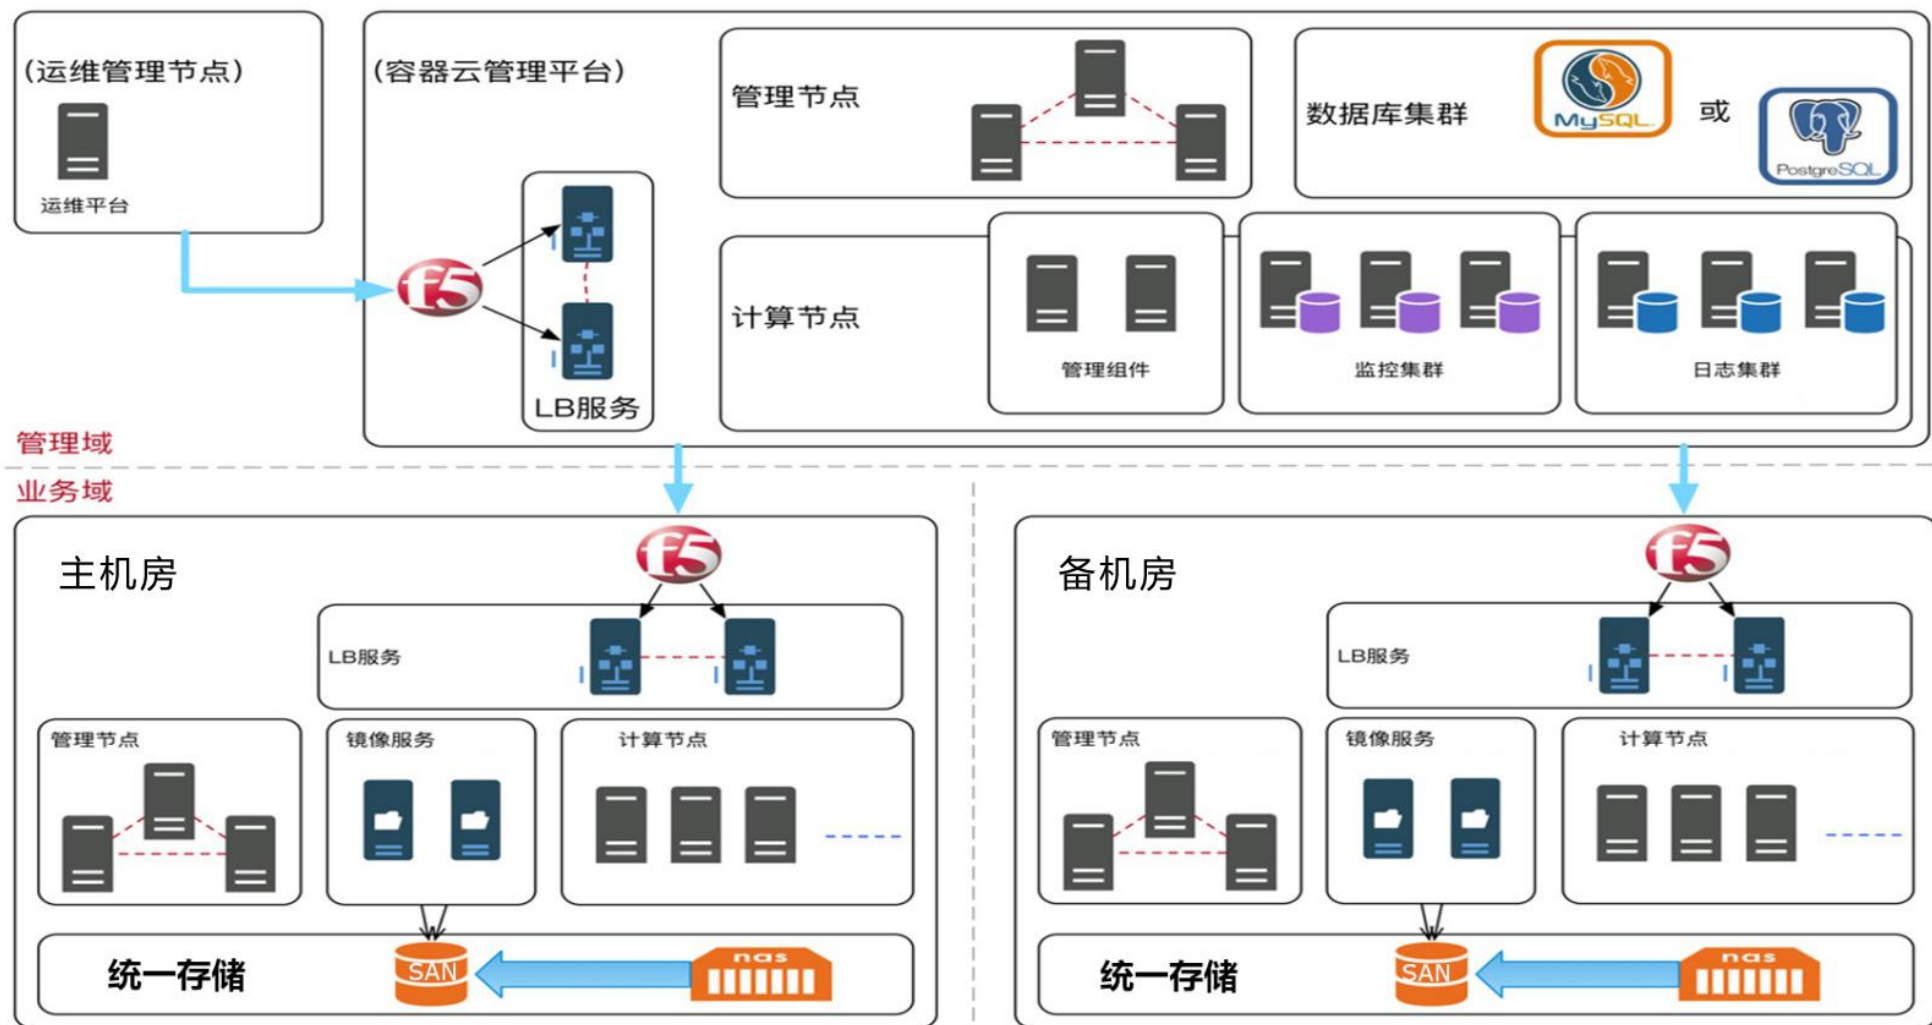 (运维管理节点)
运维平台
(容器云管理平台)
f5
LB服务
管理节点
数据库集群
MySQL
或
PostgreSQL
计算节点
管理组件
监控集群
日志集群
管理域
业务域
主机房
f5
LB服务
管理节点
镜像服务
计算节点
统一存储
SAN
nas
备机房
f5
LB服务
管理节点
镜像服务
计算节点
统一存储
SAN
nas